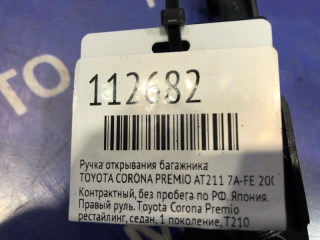 112682
Ручка открывания багажника
TOYOTA CORONA PREMIO AT211 7A-FE 200
Контрактный, без пробега по РФ. Япония.
Правый руль. Toyota Corona Premio
рестайлинг, седан, 1 поколение, T210